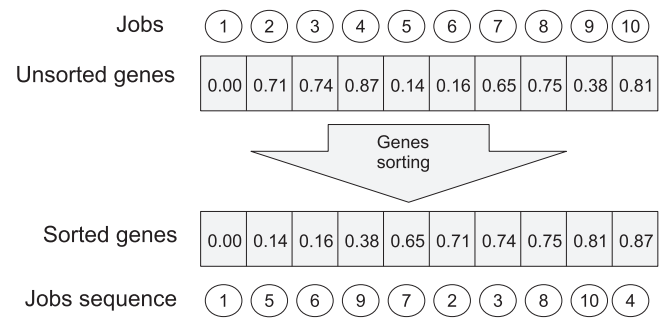 Jobs 1 2 3 4 5 6 7 8 9 10
Unsorted genes 0.00 0.71 0.74 0.87 0.14 0.16 0.65 0.75 0.38 0.81
Genes
sorting
Sorted genes 0.00 0.14 0.16 0.38 0.65 0.71 0.74 0.75 0.81 0.87
Jobs sequence 1 5 6 9 7 2 3 8 10 4